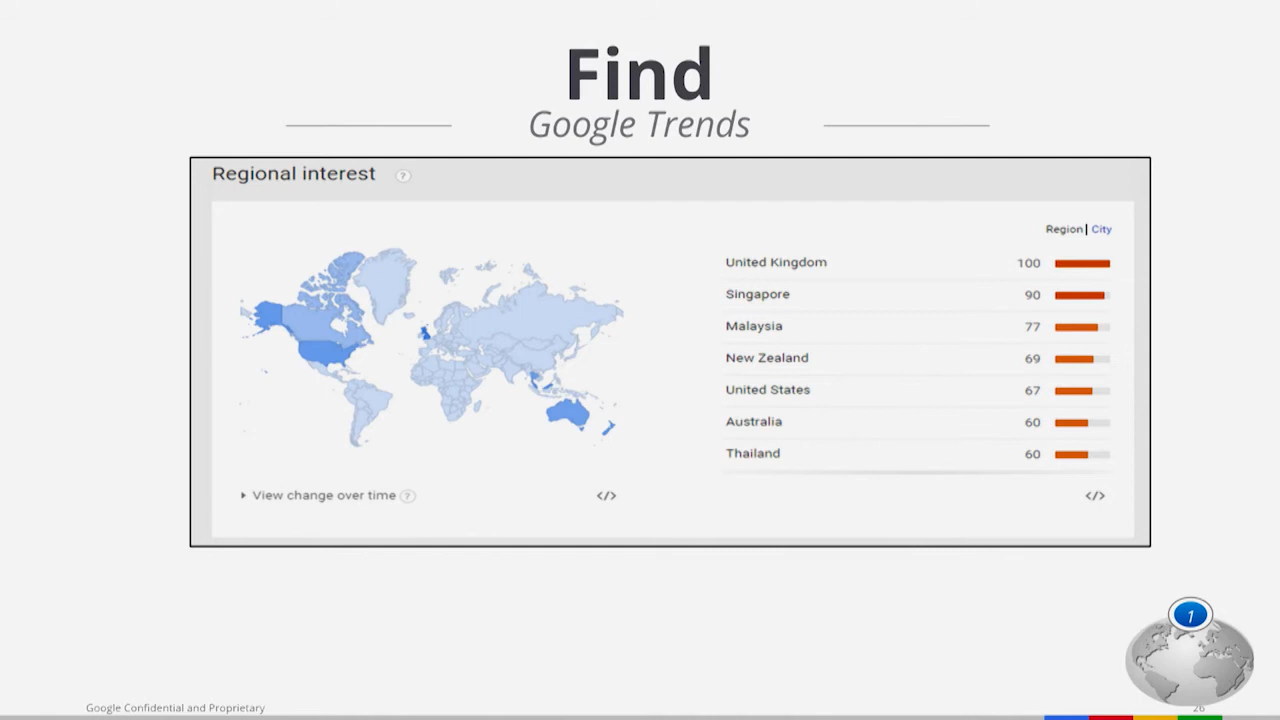 Find
Google Trends
Regional interest ?
Region | City
United Kingdom 100
Singapore 90
Malaysia 77
New Zealand 69
United States 67
Australia 60
Thailand 60
View change over time ? </> </>
1
Google Confidential and Proprietary 26